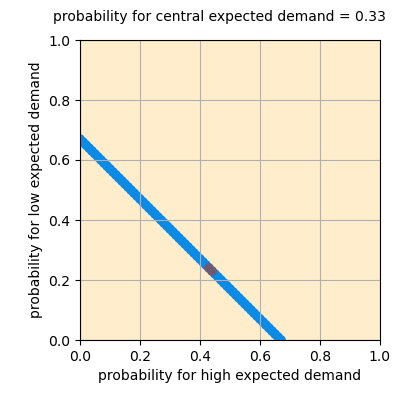 probability for central expected demand = 0.33
1.0
0.8
0.6
0.4
0.2
0.0
probability for low expected demand
0.0 0.2 0.4 0.6 0.8 1.0
probability for high expected demand